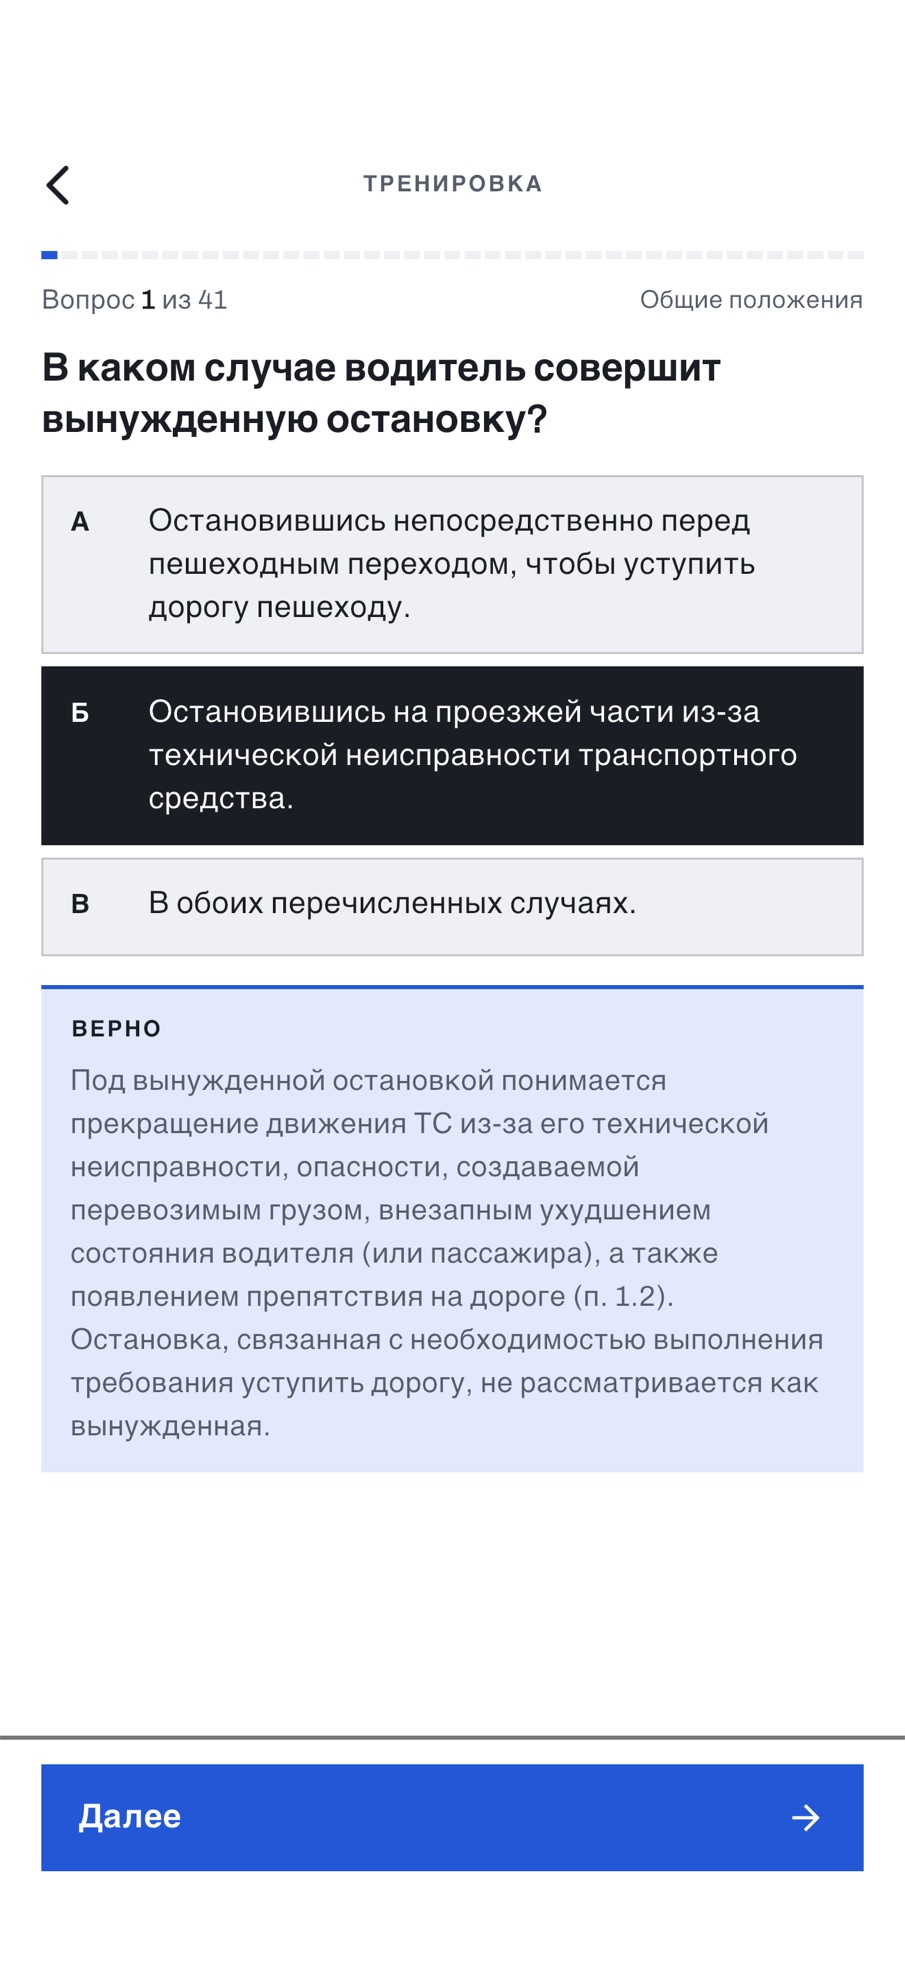 ТРЕНИРОВКА
Вопрос 1 из 41
Общие положения
В каком случае водитель совершит
вынужденную остановку?
А
Остановившись непосредственно перед
пешеходным переходом, чтобы уступить
дорогу пешеходу.
Б
Остановившись на проезжей части из-за
технической неисправности транспортного
средства.
В
В обоих перечисленных случаях.
ВЕРНО
Под вынужденной остановкой понимается
прекращение движения ТС из-за его технической
неисправности, опасности, создаваемой
перевозимым грузом, внезапным ухудшением
состояния водителя (или пассажира), а также
появлением препятствия на дороге (п. 1.2).
Остановка, связанная с необходимостью выполнения
требования уступить дорогу, не рассматривается как
вынужденная.
Далее